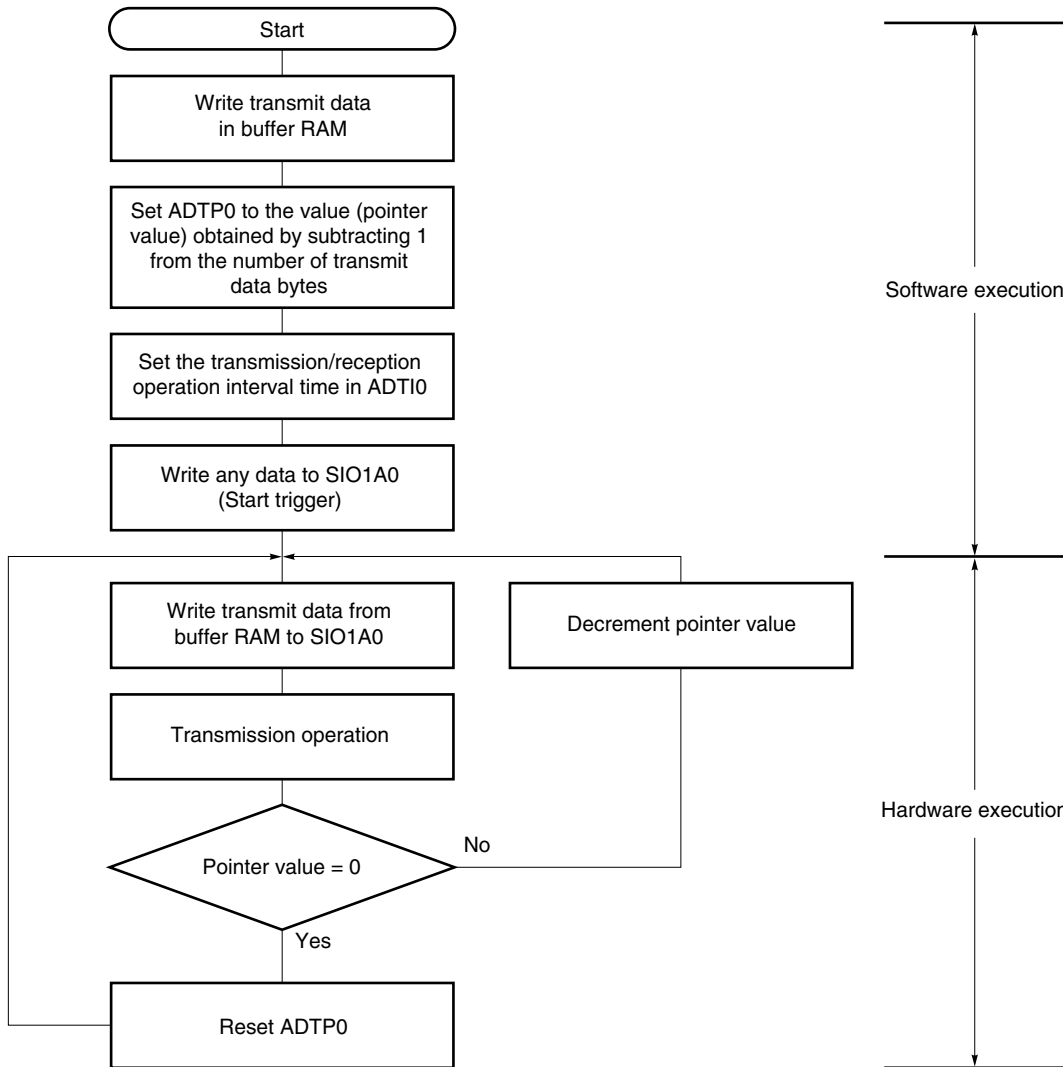 Start
Write transmit data
in buffer RAM
Set ADTP0 to the value (pointer
value) obtained by subtracting 1
from the number of transmit
data bytes
Software execution
Set the transmission/reception
operation interval time in ADTI0
Write any data to SIO1A0
(Start trigger)
Write transmit data from
buffer RAM to SIO1A0
Decrement pointer value
Transmission operation
Hardware execution
No
Pointer value = 0
Yes
Reset ADTP0